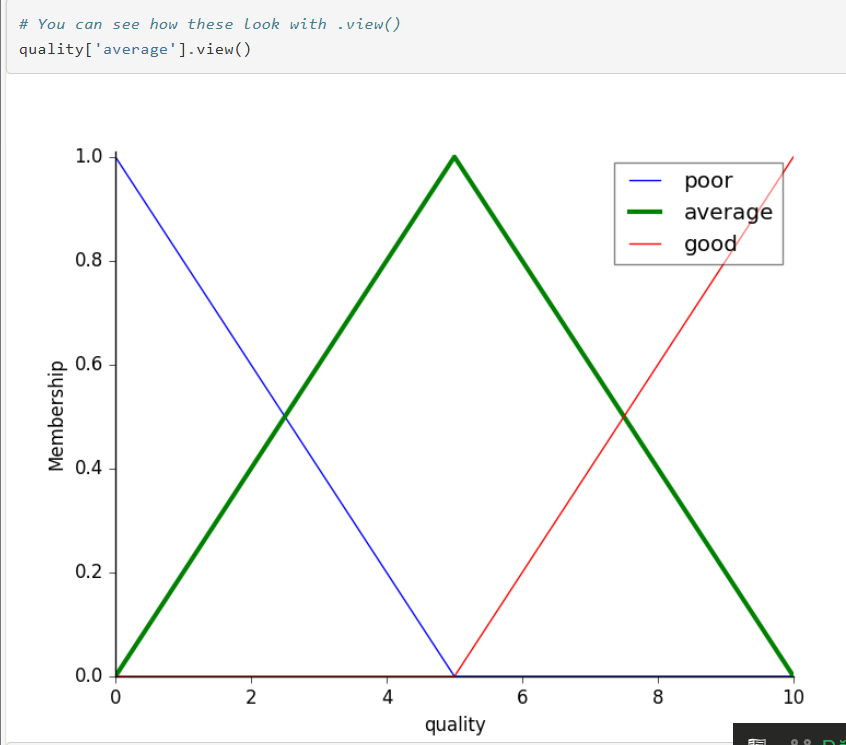 # You can see how these look with .view()
quality['average'].view()
1.0
0.8
0.6
0.4
0.2
0.0
Membership
poor
average
good
0 2 4 6 8 10
quality